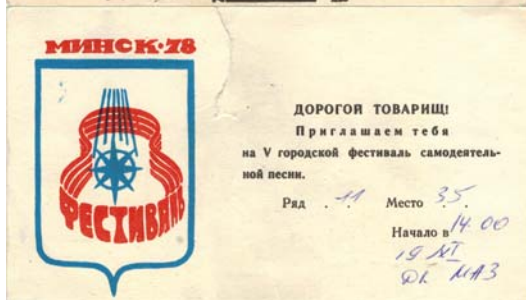 МИНСК·78
ФЕСТИВАЛЬ
ДОРОГОЙ ТОВАРИЩ!
Приглашаем тебя
на V городской фестиваль самодеятель-
ной песни.
Ряд . 11 Место 35.
Начало в 14.00
19 XI
ДК МАЗ